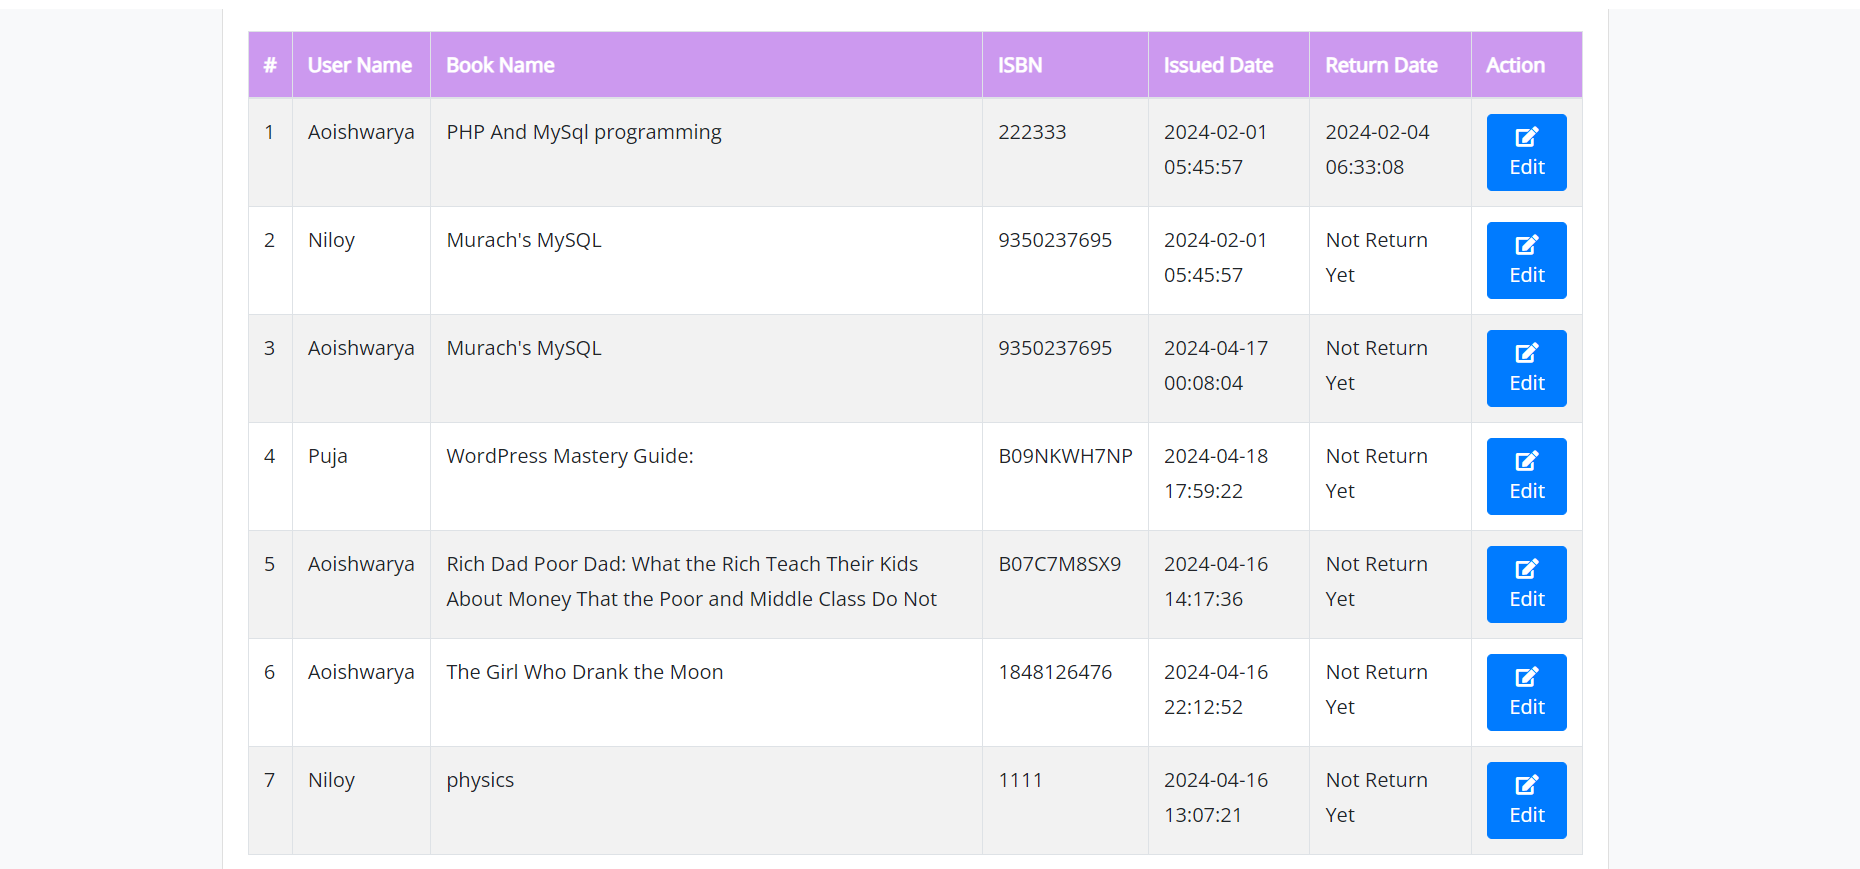 # User Name Book Name ISBN Issued Date Return Date Action
1 Aoishwarya PHP And MySql programming 222333 2024-02-01 2024-02-04
05:45:57 06:33:08 Edit
2 Niloy Murach's MySQL 9350237695 2024-02-01 Not Return
05:45:57 Yet Edit
3 Aoishwarya Murach's MySQL 9350237695 2024-04-17 Not Return
00:08:04 Yet Edit
4 Puja WordPress Mastery Guide: B09NKWH7NP 2024-04-18 Not Return
17:59:22 Yet Edit
5 Aoishwarya Rich Dad Poor Dad: What the Rich Teach Their Kids B07C7M8SX9 2024-04-16 Not Return
About Money That the Poor and Middle Class Do Not 14:17:36 Yet Edit
6 Aoishwarya The Girl Who Drank the Moon 1848126476 2024-04-16 Not Return
22:12:52 Yet Edit
7 Niloy physics 1111 2024-04-16 Not Return
13:07:21 Yet Edit